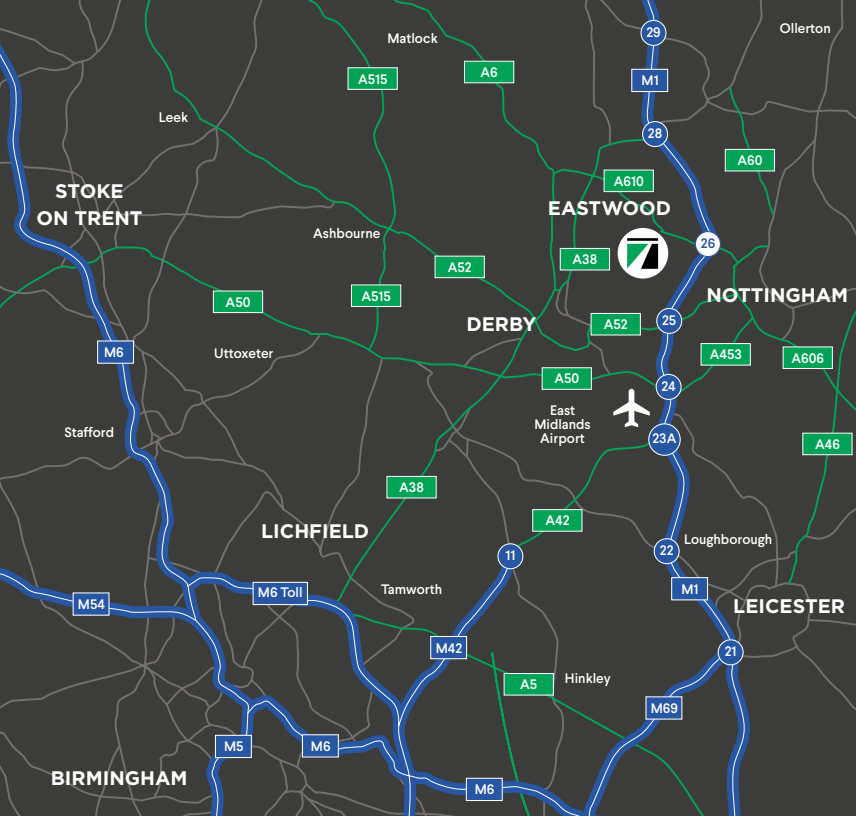 29
Ollerton
Matlock
A515
A6
M1
Leek
28
A60
A610
STOKE
ON TRENT
EASTWOOD
Ashbourne
26
A38
A52
A515
A50
NOTTINGHAM
DERBY
A52
25
M6
Uttoxeter
A453
A606
A50
24
East
Midlands
Airport
Stafford
23A
A46
A38
A42
LICHFIELD
Loughborough
11
22
Tamworth
M6 Toll
M1
M54
LEICESTER
M42
21
A5
Hinkley
M69
M5
M6
BIRMINGHAM
M6